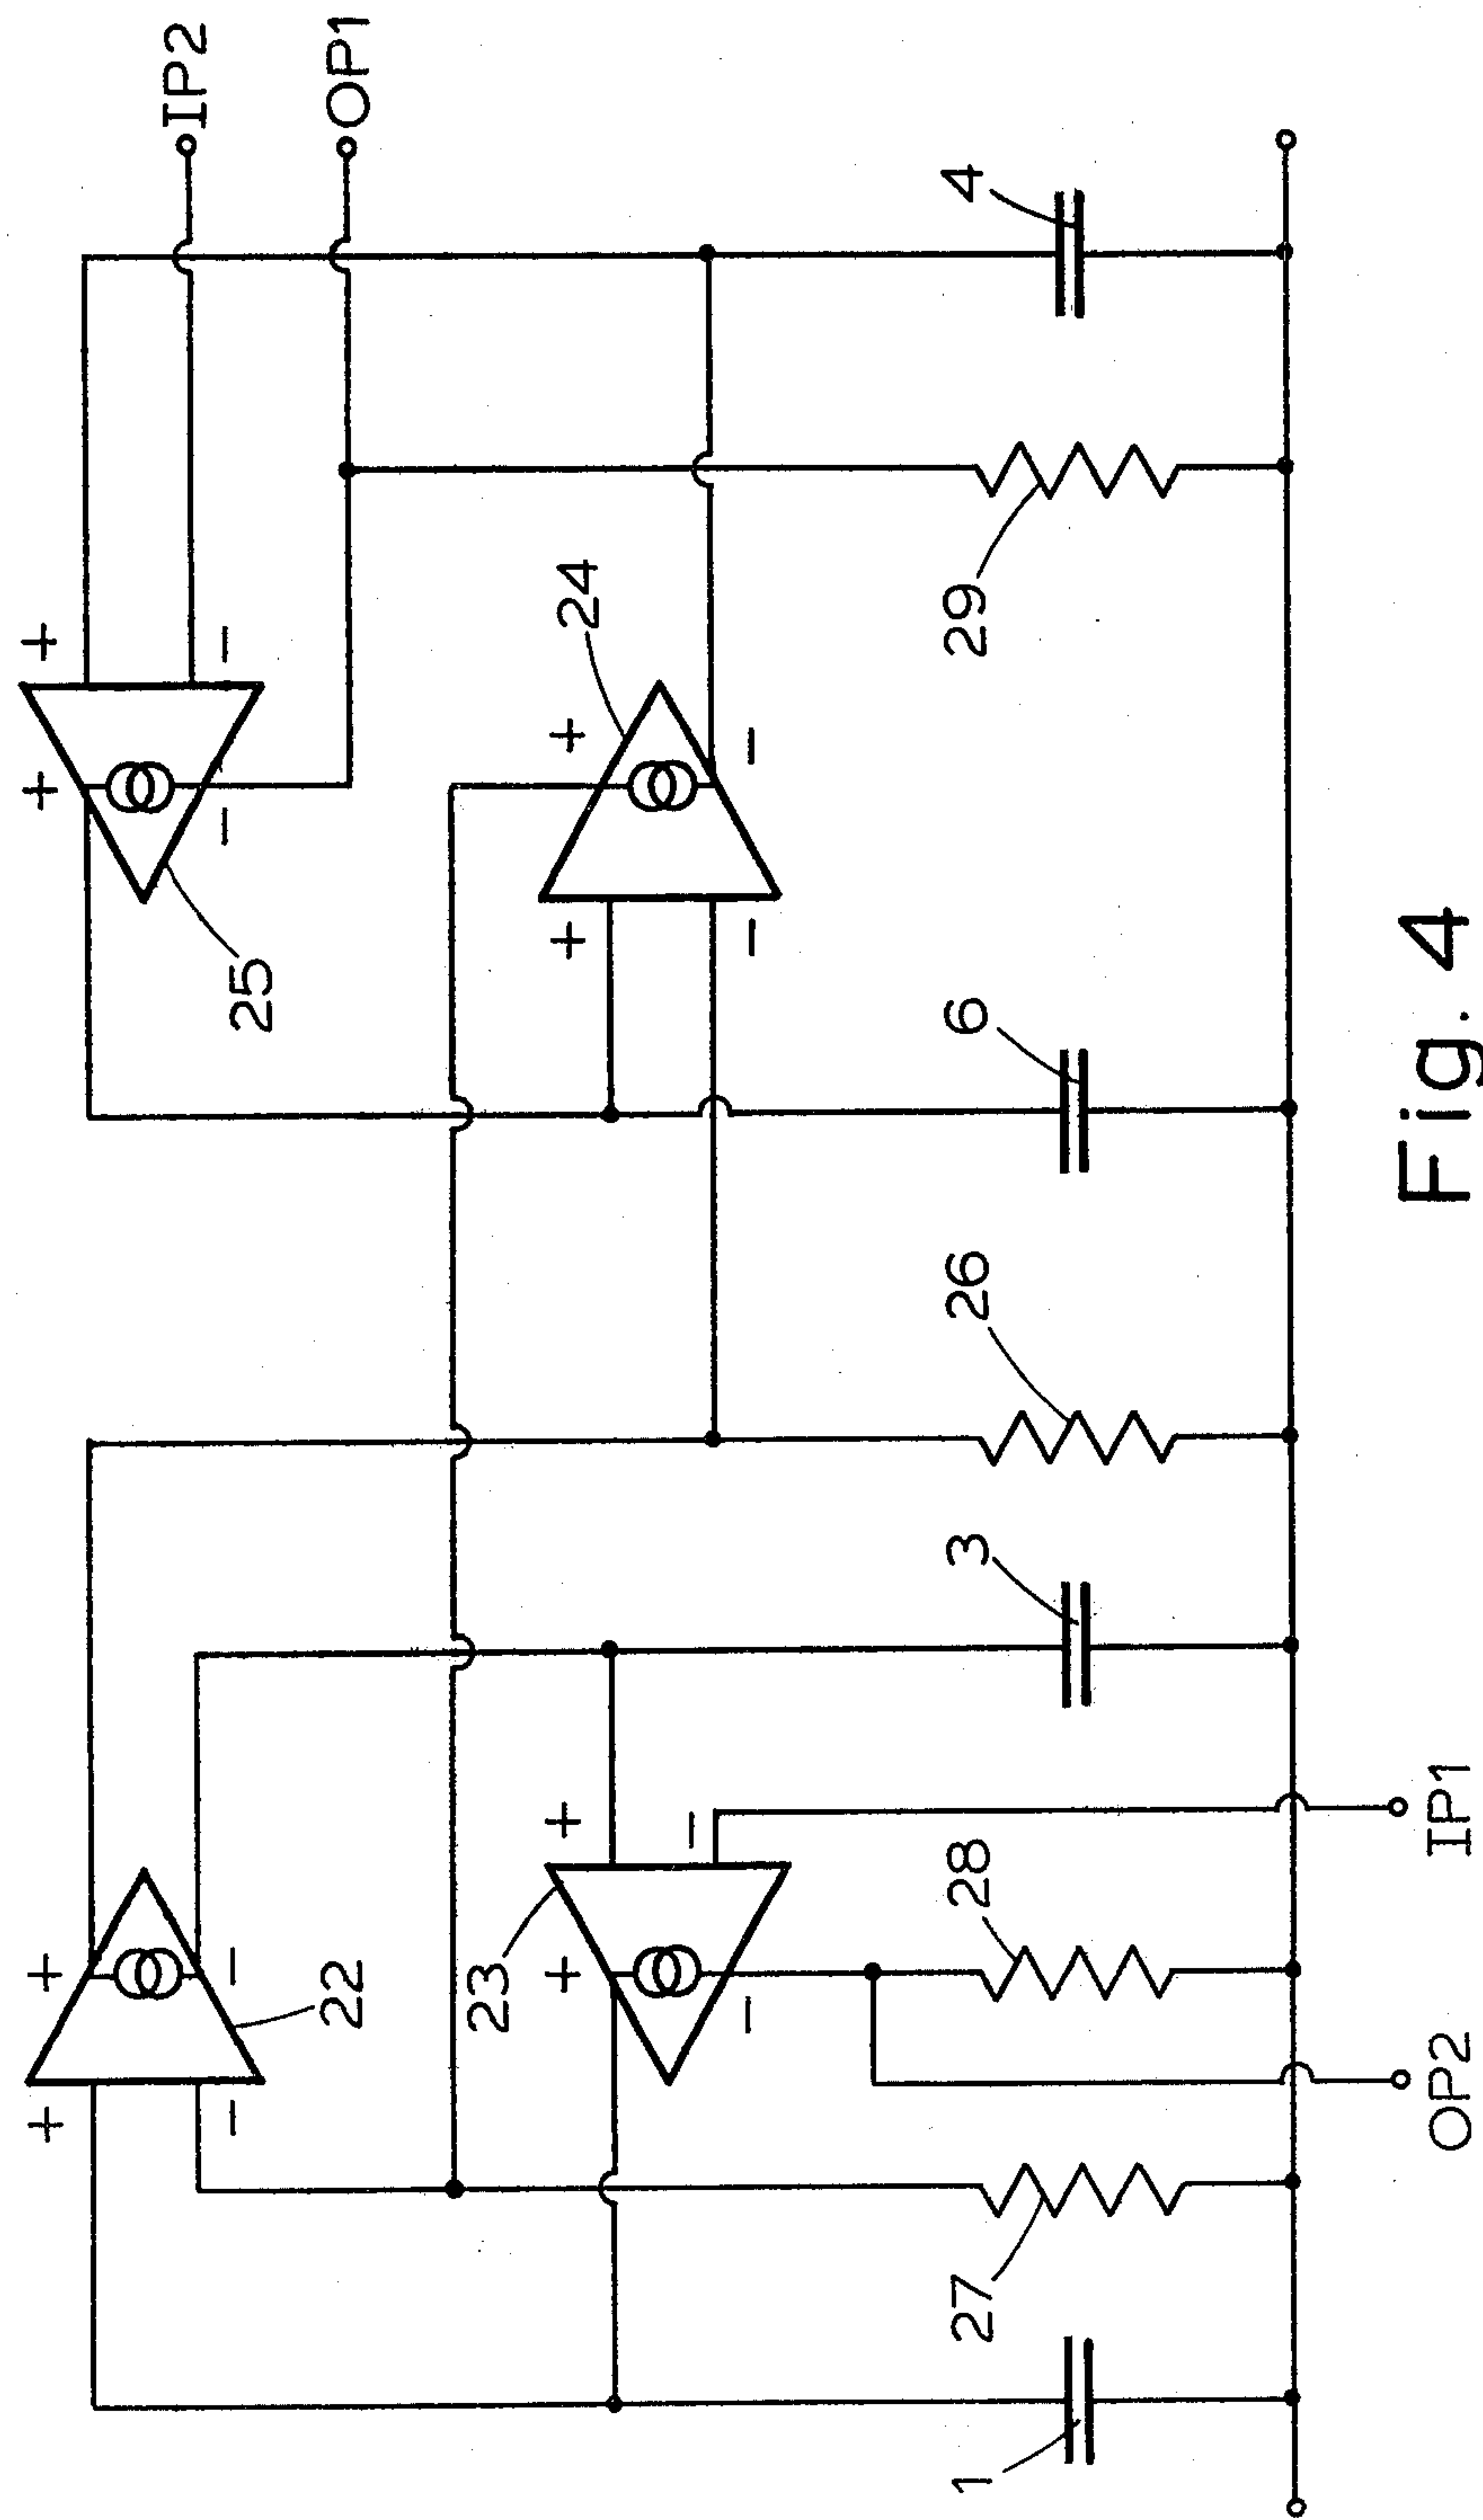 + + + +
IP2
− − 25 − −
22 OP1
23
+ + + + 24
− − − −
1 27 28 3 26 6 29 4
OP2 IP1
Fig. 4